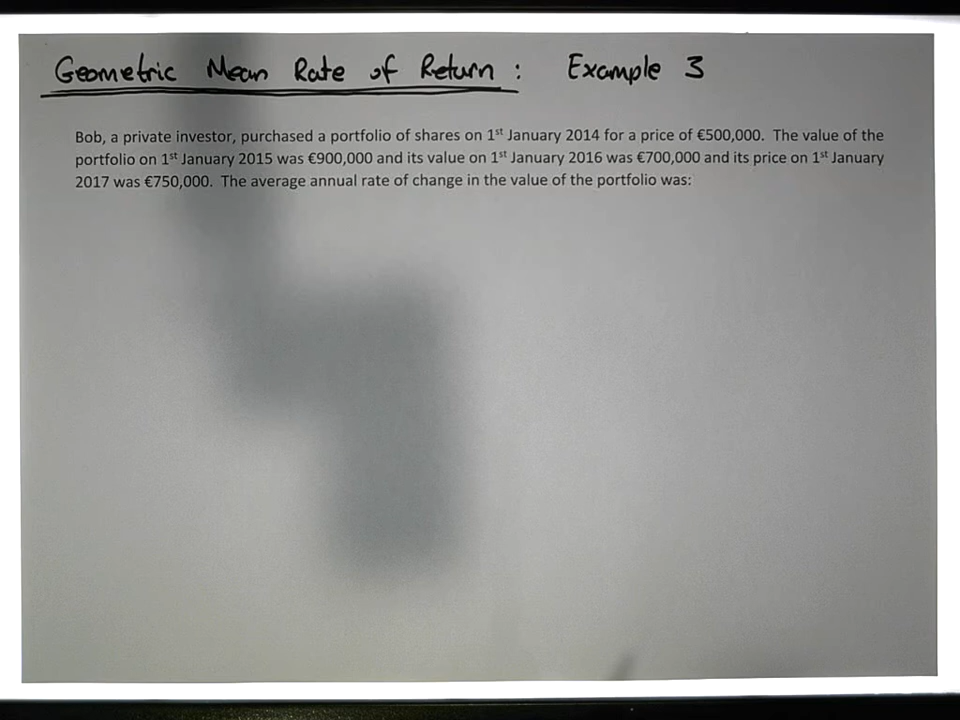 Geometric Mean Rate of Return : Example 3
Bob, a private investor, purchased a portfolio of shares on 1st January 2014 for a price of €500,000. The value of the
portfolio on 1st January 2015 was €900,000 and its value on 1st January 2016 was €700,000 and its price on 1st January
2017 was €750,000. The average annual rate of change in the value of the portfolio was: